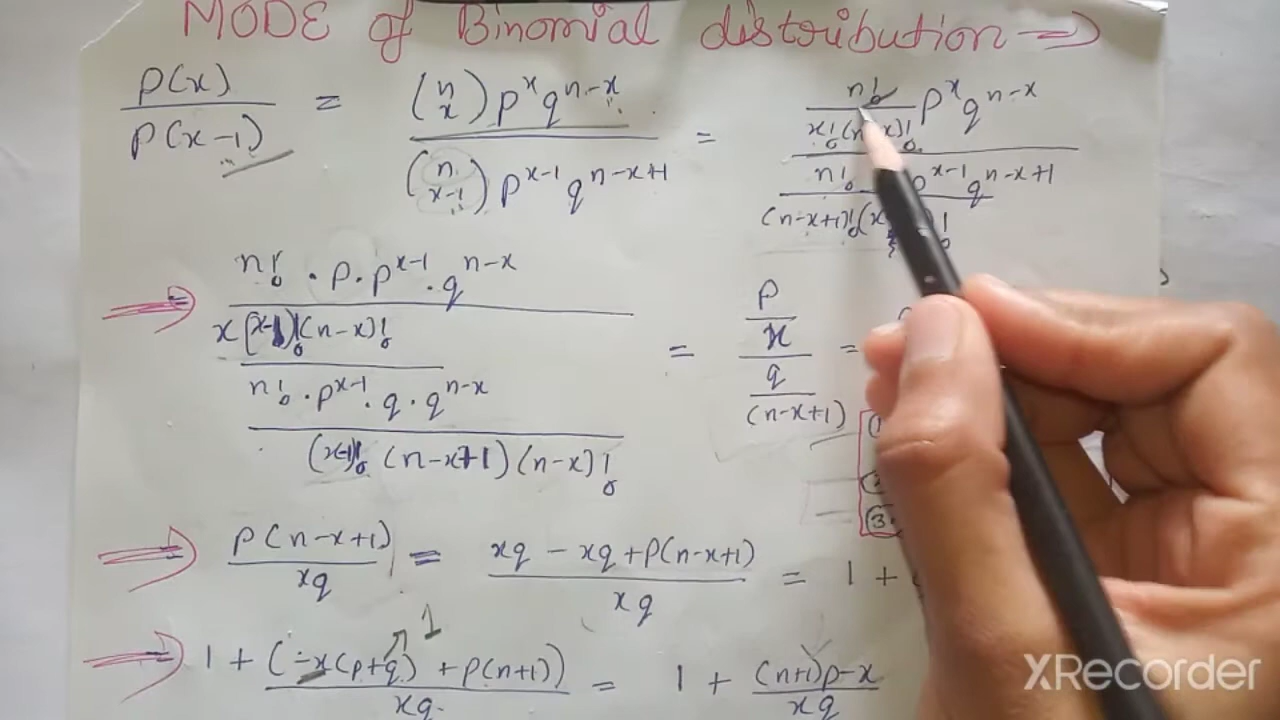 MODE of Binomial distribution →
P(x) / P(x-1) = (n x) p^x q^(n-x) / (n x-1) p^(x-1) q^(n-x+1) = n! / x!(n-x)! p^x q^(n-x) / n! p^(x-1) q^(n-x+1) / (n-x+1)!(x
⇒ n! · p · p^(x-1) · q^(n-x) / x(x-1)!(n-x)! / n! · p^(x-1) · q · q^(n-x) / (x-1)! (n-x+1)(n-x)! = p / x / q / (n-x+1) =
⇒ p(n-x+1) / xq = xq - xq + p(n-x+1) / xq = 1 +
⇒ 1 + (-x(p+q) + p(n+1)) / xq = 1 + (n+1)p-x / xq
1
3.
XRecorder